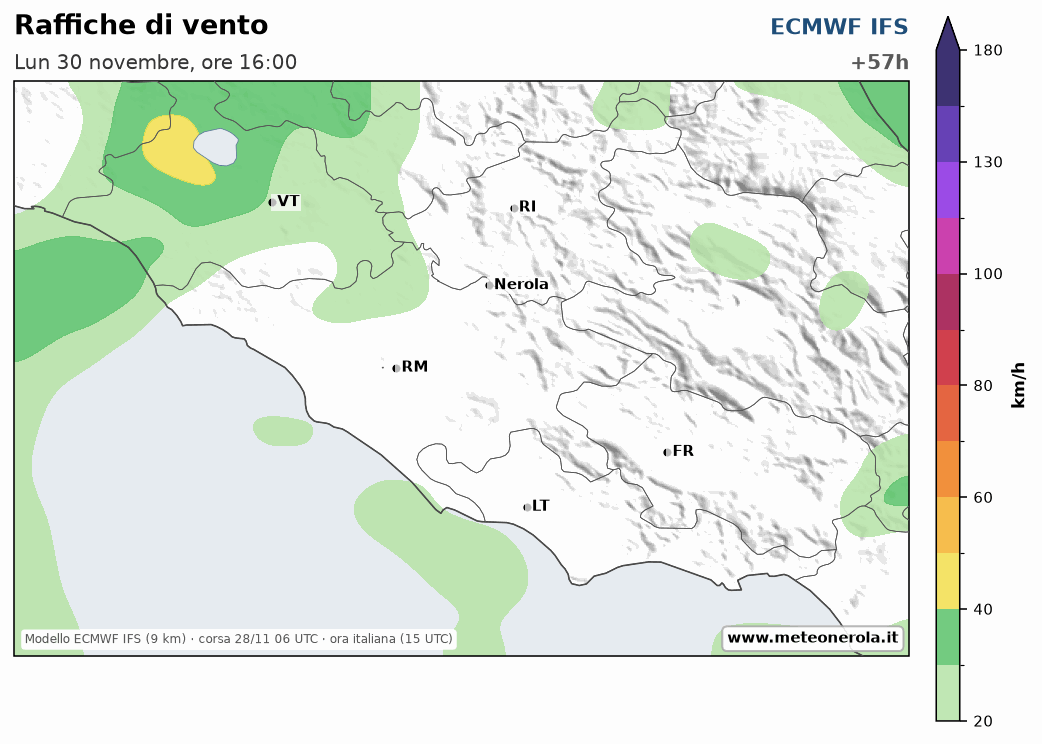 Raffiche di vento
ECMWF IFS
Lun 30 novembre, ore 16:00
+57h
VT
RI
Nerola
RM
FR
LT
Modello ECMWF IFS (9 km) · corsa 28/11 06 UTC · ora italiana (15 UTC)
www.meteonerola.it
180
130
100
80
60
40
20
km/h